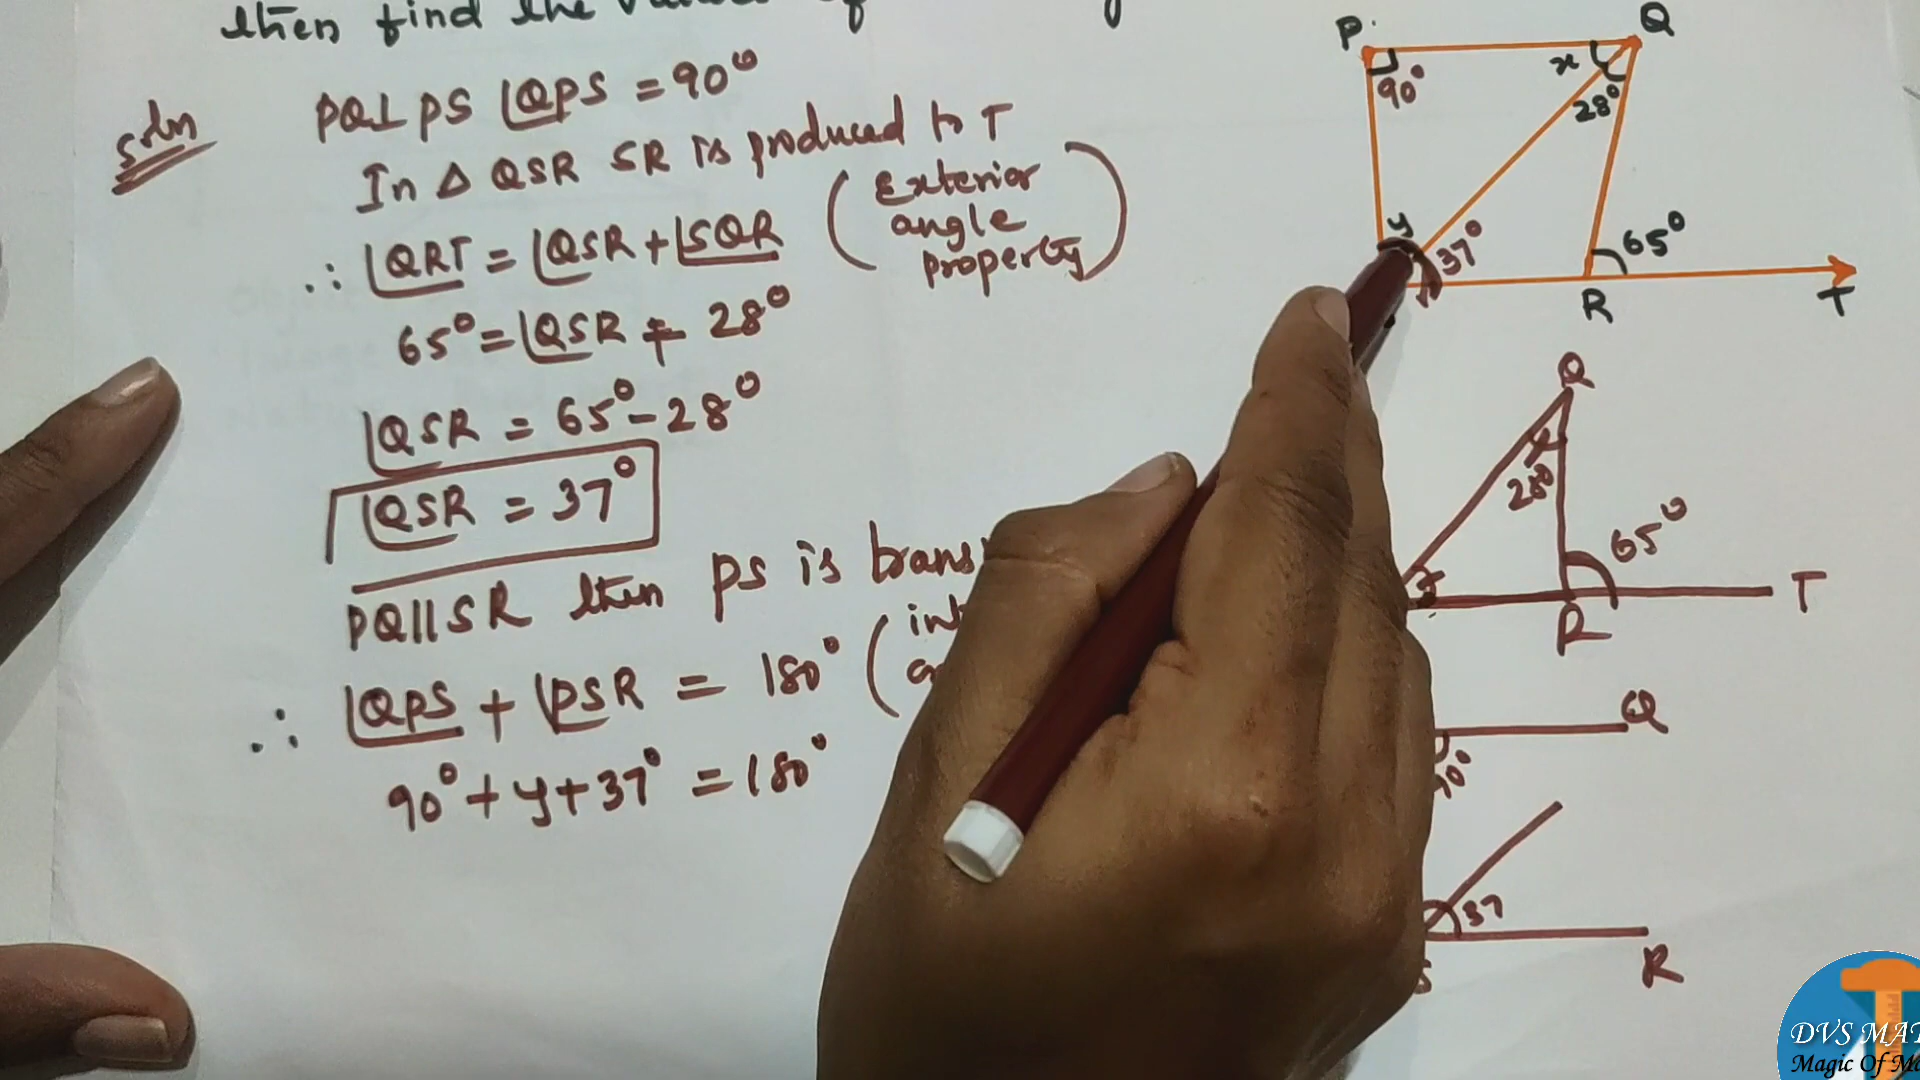 then find the
Soln
PQ⊥PS ∠QPS = 90°
In Δ QSR SR is produced to T
∴ ∠QRT = ∠QSR + ∠SQR (Exterior angle property)
65° = ∠QSR + 28°
∠QSR = 65° - 28°
∠QSR = 37°
PQ||SR then PS is
∴ ∠QPS + ∠PSR = 180° (
90° + y + 37° = 180°
P
Q
90°
x
28°
y
37°
65°
R
T
Q
28°
65°
R
T
Q
90°
37
R
DVS MA
Magic Of M